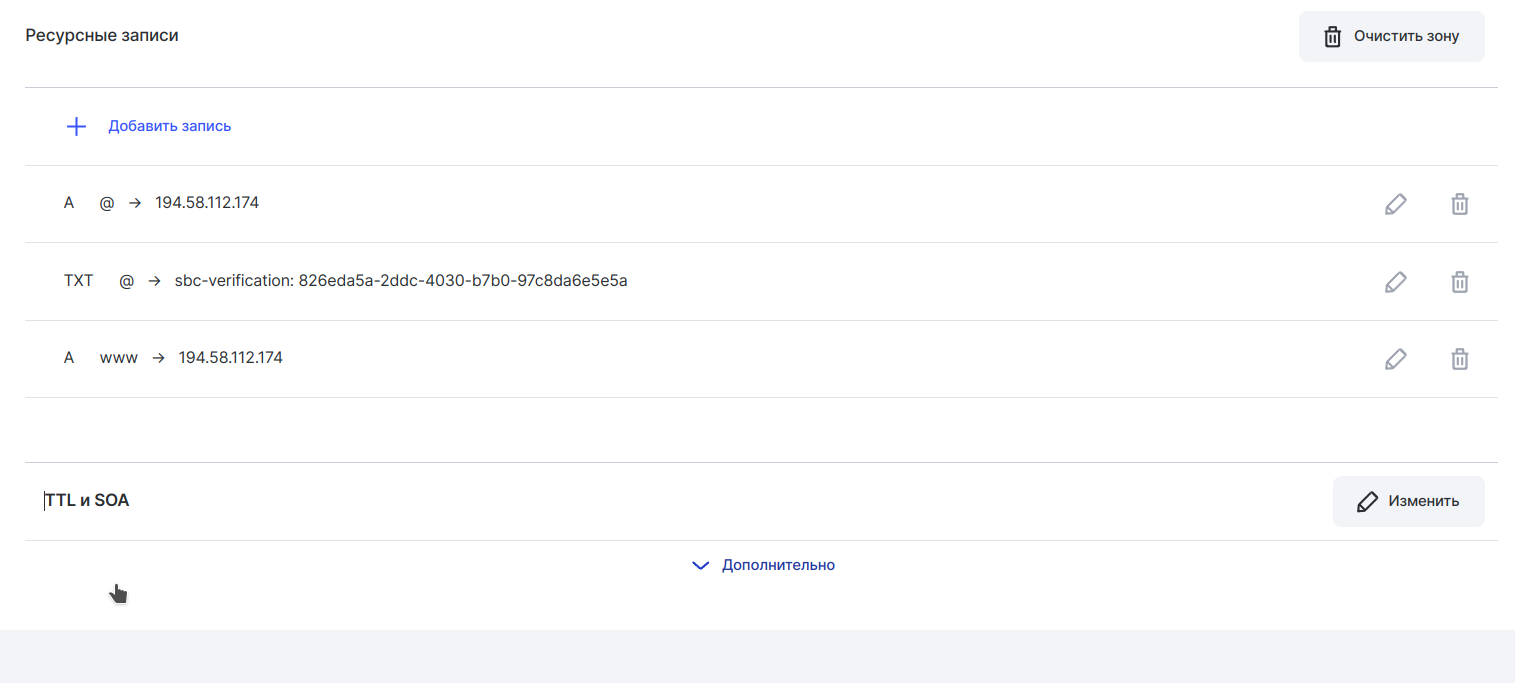 Ресурсные записи
Очистить зону
Добавить запись
A @ → 194.58.112.174
TXT @ → sbc-verification: 826eda5a-2ddc-4030-b7b0-97c8da6e5e5a
A www → 194.58.112.174
TTL и SOA
Изменить
Дополнительно